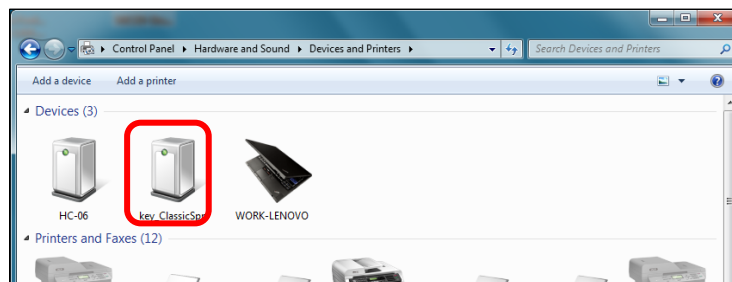 Control Panel Hardware and Sound Devices and Printers
Search Devices and Printers
Add a device Add a printer
Devices (3)
HC-06 key_ClassicSpr WORK-LENOVO
Printers and Faxes (12)